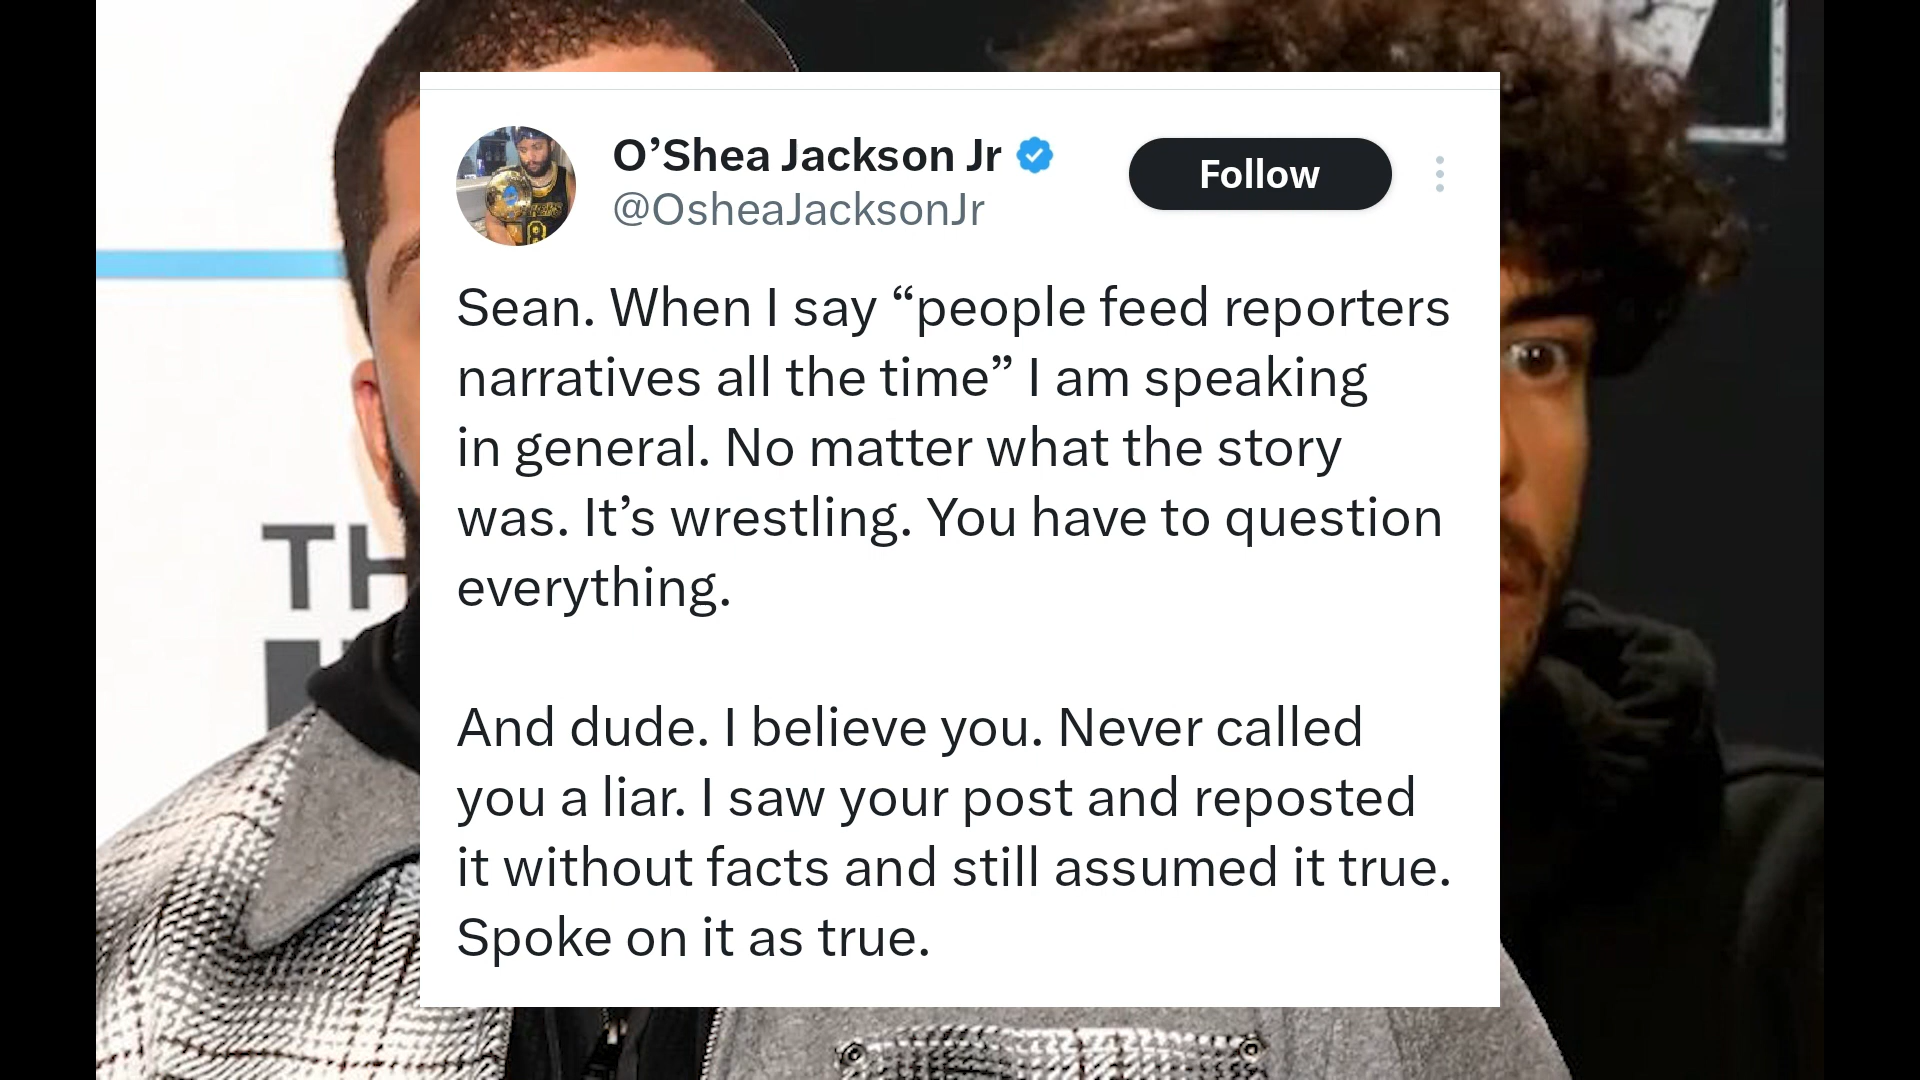 O’Shea Jackson Jr
@OsheaJacksonJr
Follow
Sean. When I say “people feed reporters
narratives all the time” I am speaking
in general. No matter what the story
was. It’s wrestling. You have to question
everything.
And dude. I believe you. Never called
you a liar. I saw your post and reposted
it without facts and still assumed it true.
Spoke on it as true.
TH